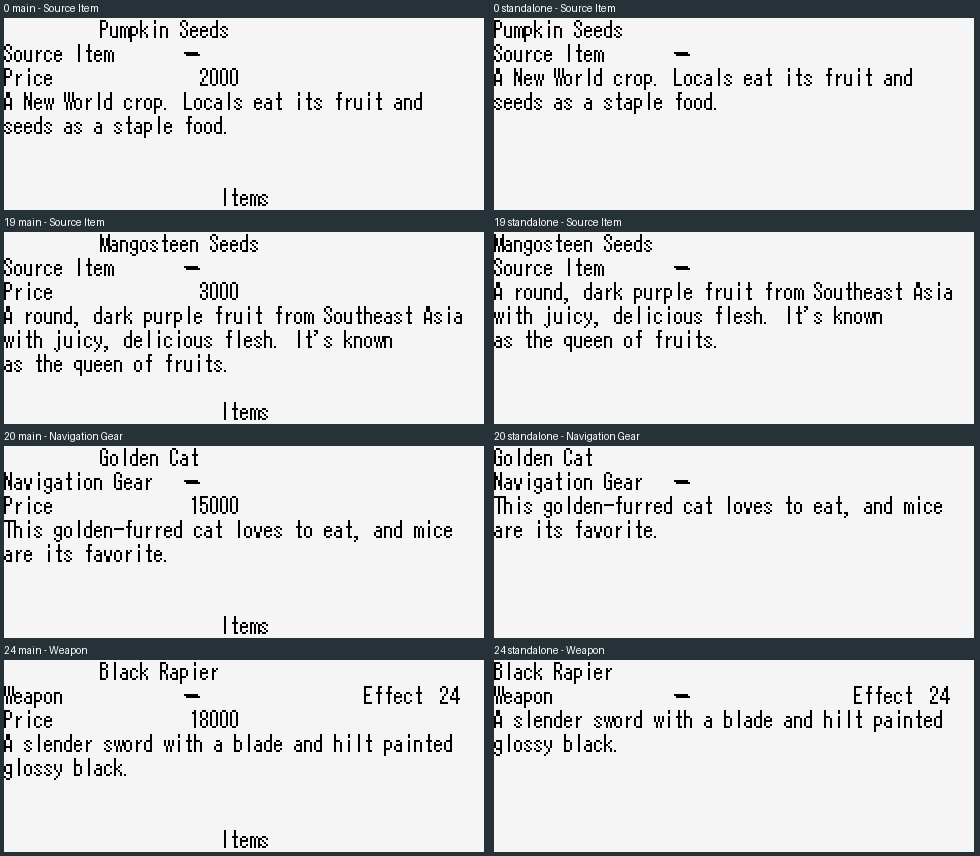 0 main - Source Item
Pumpkin Seeds
Source Item —
Price 2000
A New World crop. Locals eat its fruit and
seeds as a staple food.
Items
0 standalone - Source Item
Pumpkin Seeds
Source Item —
A New World crop. Locals eat its fruit and
seeds as a staple food.
19 main - Source Item
Mangosteen Seeds
Source Item —
Price 3000
A round, dark purple fruit from Southeast Asia
with juicy, delicious flesh. It's known
as the queen of fruits.
Items
19 standalone - Source Item
Mangosteen Seeds
Source Item —
A round, dark purple fruit from Southeast Asia
with juicy, delicious flesh. It's known
as the queen of fruits.
20 main - Navigation Gear
Golden Cat
Navigation Gear —
Price 15000
This golden-furred cat loves to eat, and mice
are its favorite.
Items
20 standalone - Navigation Gear
Golden Cat
Navigation Gear —
This golden-furred cat loves to eat, and mice
are its favorite.
24 main - Weapon
Black Rapier
Weapon — Effect 24
Price 18000
A slender sword with a blade and hilt painted
glossy black.
Items
24 standalone - Weapon
Black Rapier
Weapon — Effect 24
A slender sword with a blade and hilt painted
glossy black.